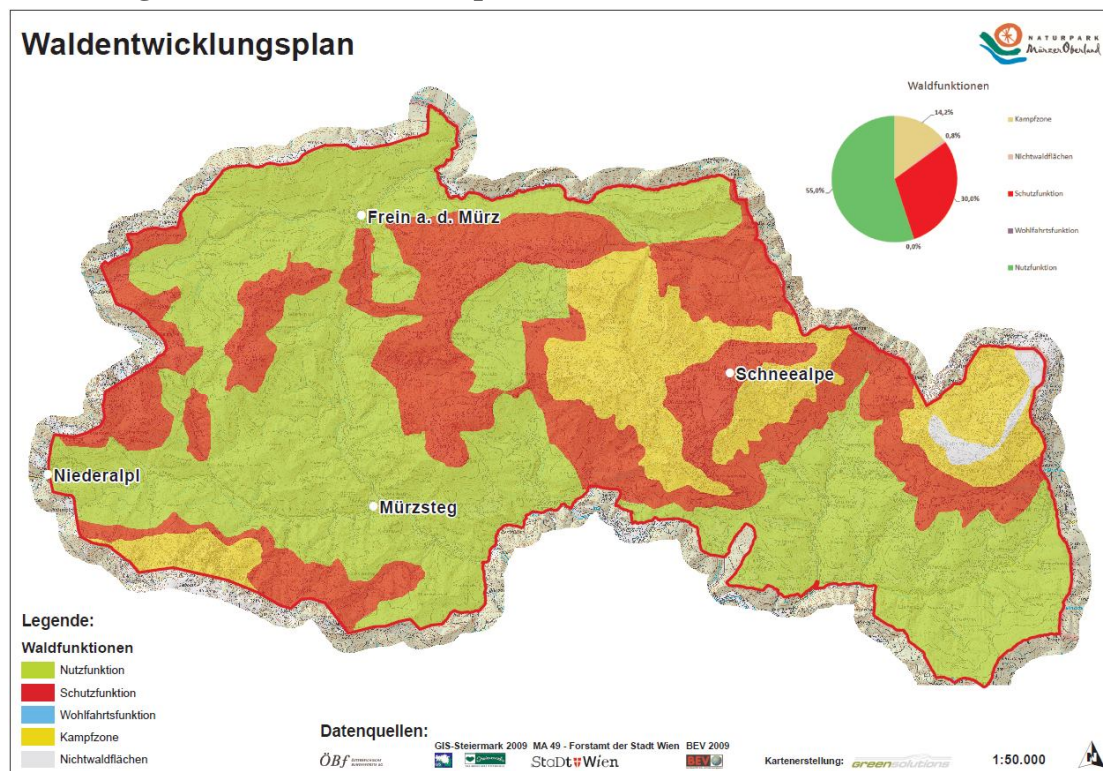 Waldentwicklungsplan
NATURPARK
Mürzer Oberland
Waldfunktionen
14,2%
0,8%
30,0%
0,0%
55,0%
Kampfzone
Nichtwaldflächen
Schutzfunktion
Wohlfahrtsfunktion
Nutzfunktion
Frein a. d. Mürz
Schneealpe
Niederalpl
Mürzsteg
Legende:
Waldfunktionen
Nutzfunktion
Schutzfunktion
Wohlfahrtsfunktion
Kampfzone
Nichtwaldflächen
Datenquellen:
ÖBf
GIS-Steiermark 2009 MA 49 - Forstamt der Stadt Wien BEV 2009
StaDt Wien
BEV
Kartenerstellung: greensolutions
1:50.000